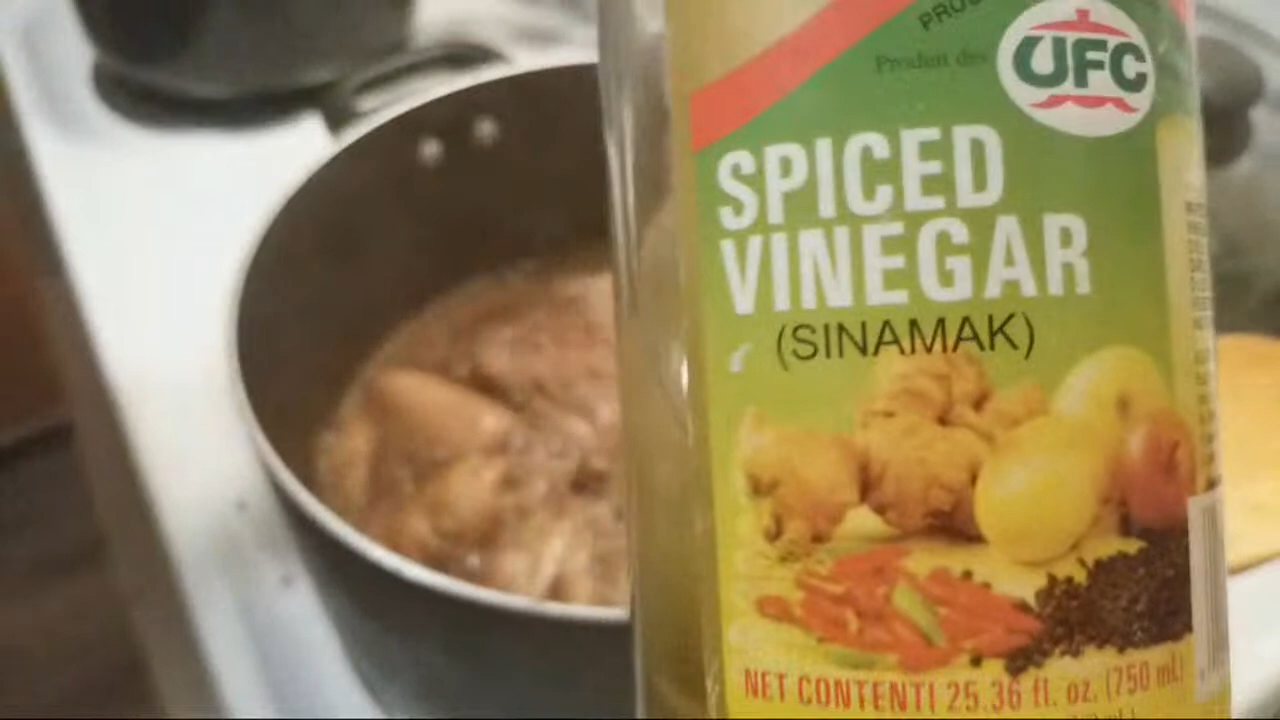 Produit des
UFC
SPICED
VINEGAR
(SINAMAK)
NET CONTENTI 25.36 fl. oz. (750 mL)